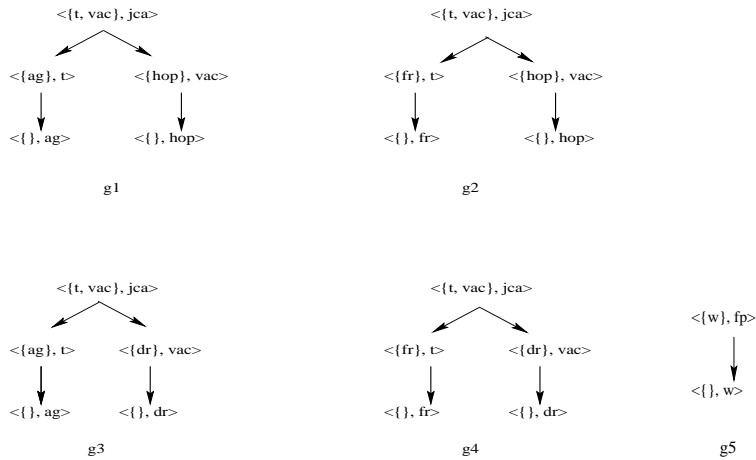 <{t, vac}, jca> <{t, vac}, jca>
<{ag}, t> <{hop}, vac> <{fr}, t> <{hop}, vac>
<{}, ag> <{}, hop> <{}, fr> <{}, hop>
g1 g2
<{t, vac}, jca> <{t, vac}, jca>
<{w}, fp>
<{ag}, t> <{dr}, vac> <{fr}, t> <{dr}, vac>
<{}, w>
<{}, ag> <{}, dr> <{}, fr> <{}, dr>
g3 g4 g5